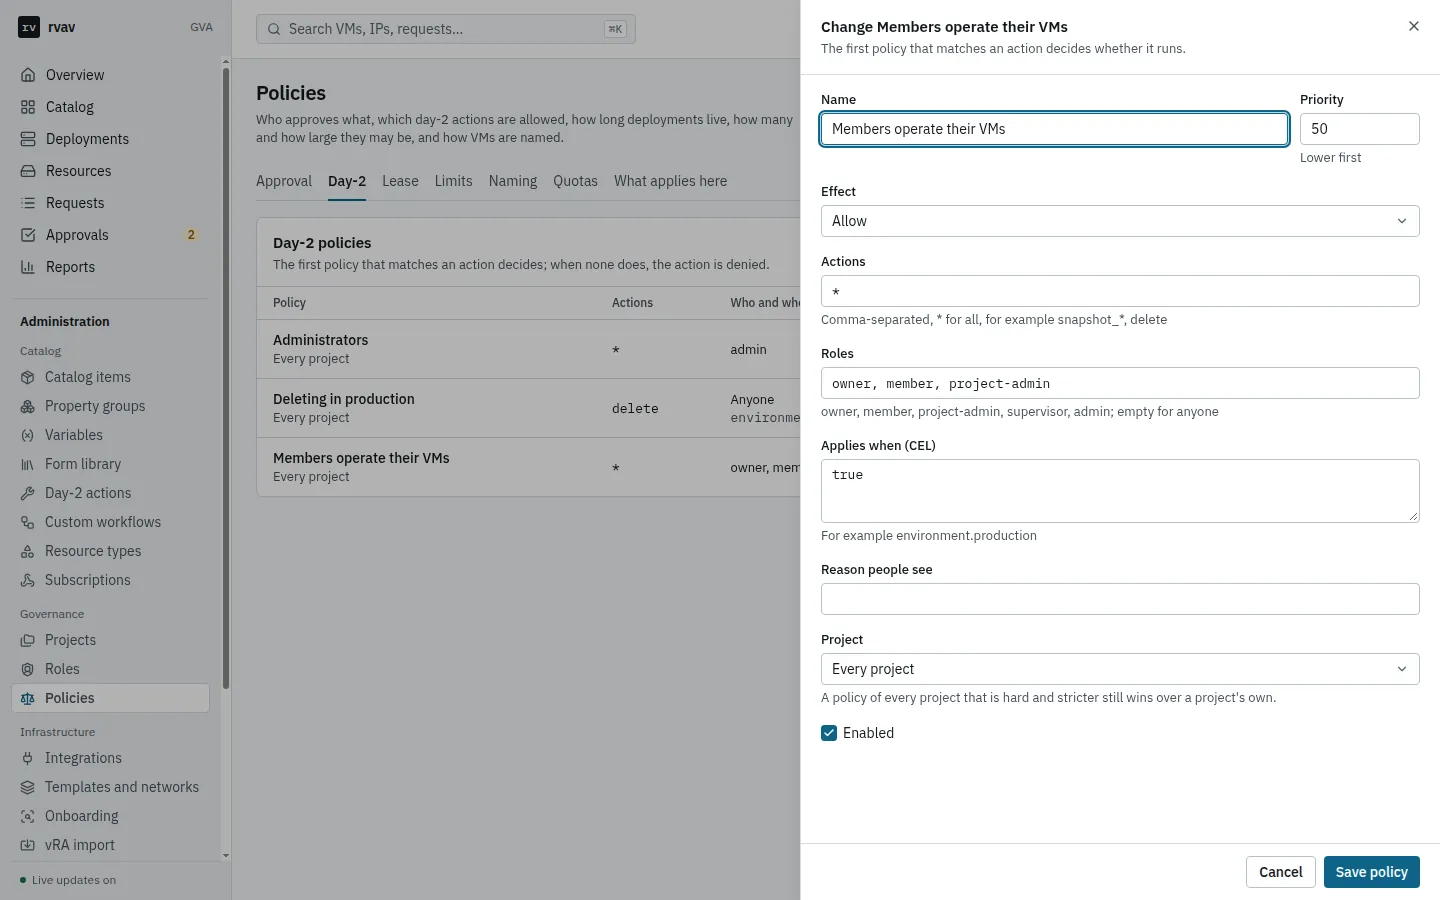 rv rvav GVA
Search VMs, IPs, requests... ⌘K
Overview
Catalog
Deployments
Resources
Requests
Approvals 2
Reports
Administration
Catalog
Catalog items
Property groups
Variables
Form library
Day-2 actions
Custom workflows
Resource types
Subscriptions
Governance
Projects
Roles
Policies
Infrastructure
Integrations
Templates and networks
Onboarding
vRA import
Live updates on
Policies
Who approves what, which day-2 actions are allowed, how long deployments live, how many
and how large they may be, and how VMs are named.
Approval Day-2 Lease Limits Naming Quotas What applies here
Day-2 policies
The first policy that matches an action decides; when none does, the action is denied.
Policy Actions Who and whe
Administrators
Every project * admin
Deleting in production
Every project delete Anyone
environme
Members operate their VMs
Every project * owner, mem
Change Members operate their VMs
The first policy that matches an action decides whether it runs.
Name Priority
Members operate their VMs 50
Lower first
Effect
Allow
Actions
*
Comma-separated, * for all, for example snapshot_*, delete
Roles
owner, member, project-admin
owner, member, project-admin, supervisor, admin; empty for anyone
Applies when (CEL)
true
For example environment.production
Reason people see
Project
Every project
A policy of every project that is hard and stricter still wins over a project's own.
Enabled
Cancel Save policy